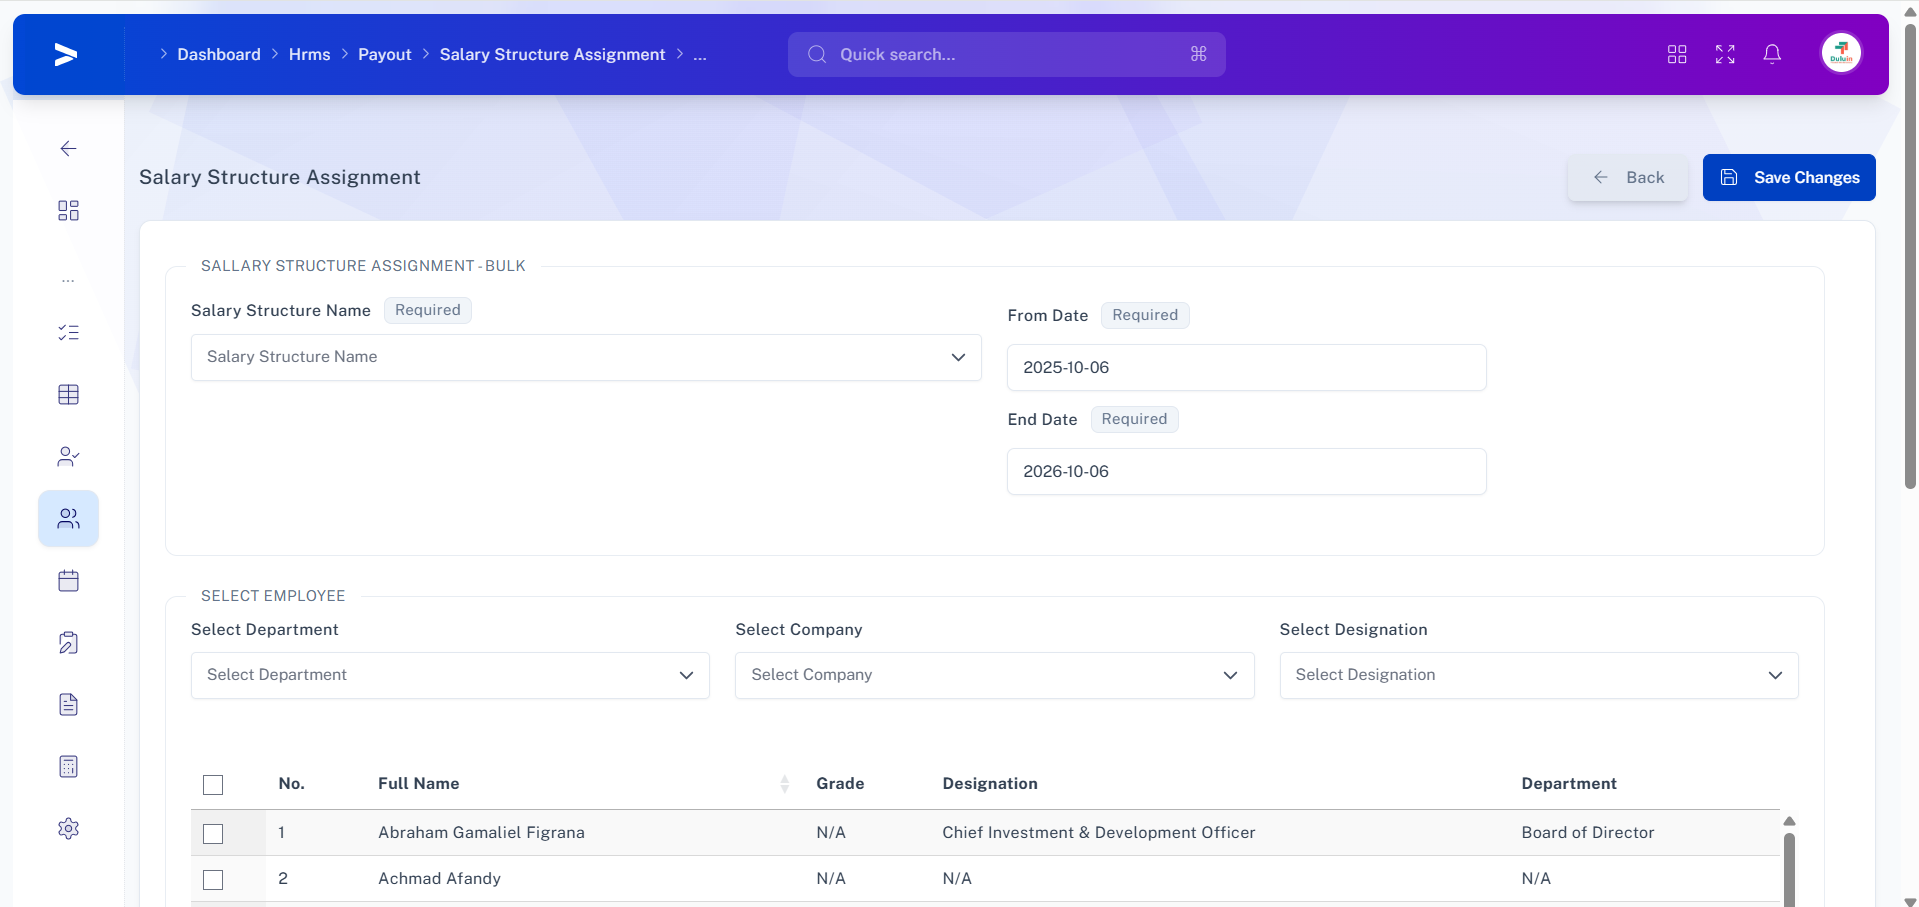 Dashboard > Hrms > Payout > Salary Structure Assignment > ...
Quick search...
Duluin
Salary Structure Assignment
Back
Save Changes
SALLARY STRUCTURE ASSIGNMENT - BULK
Salary Structure Name Required
Salary Structure Name
From Date Required
2025-10-06
End Date Required
2026-10-06
SELECT EMPLOYEE
Select Department Select Company Select Designation
Select Department Select Company Select Designation
No. Full Name Grade Designation Department
1 Abraham Gamaliel Figrana N/A Chief Investment & Development Officer Board of Director
2 Achmad Afandy N/A N/A N/A